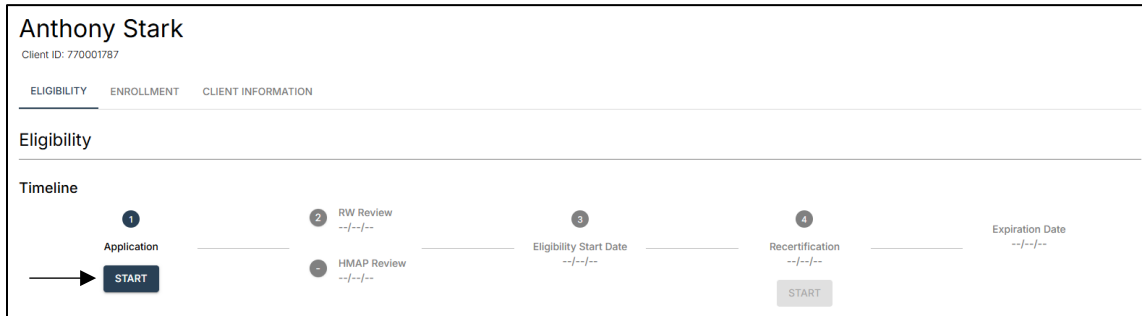 Anthony Stark
Client ID: 770001787
ELIGIBILITY ENROLLMENT CLIENT INFORMATION
Eligibility
Timeline
1
Application
START
2 RW Review
--/--/--
- HMAP Review
--/--/--
3
Eligibility Start Date
--/--/--
4
Recertification
--/--/--
START
Expiration Date
--/--/--